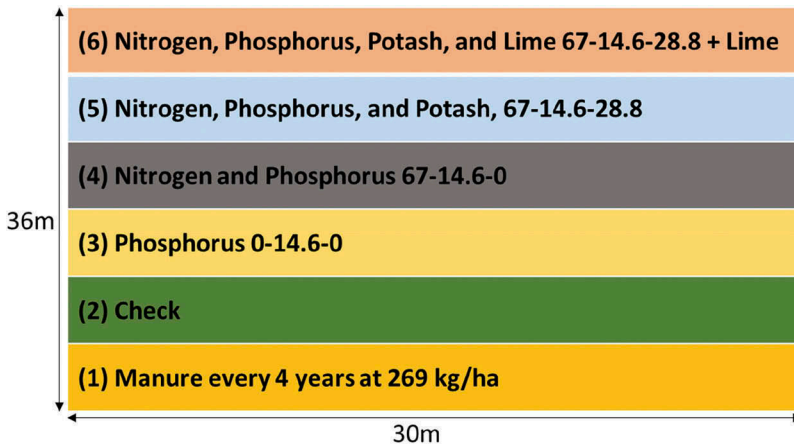 (6) Nitrogen, Phosphorus, Potash, and Lime 67-14.6-28.8 + Lime
(5) Nitrogen, Phosphorus, and Potash, 67-14.6-28.8
(4) Nitrogen and Phosphorus 67-14.6-0
36m
(3) Phosphorus 0-14.6-0
(2) Check
(1) Manure every 4 years at 269 kg/ha
30m